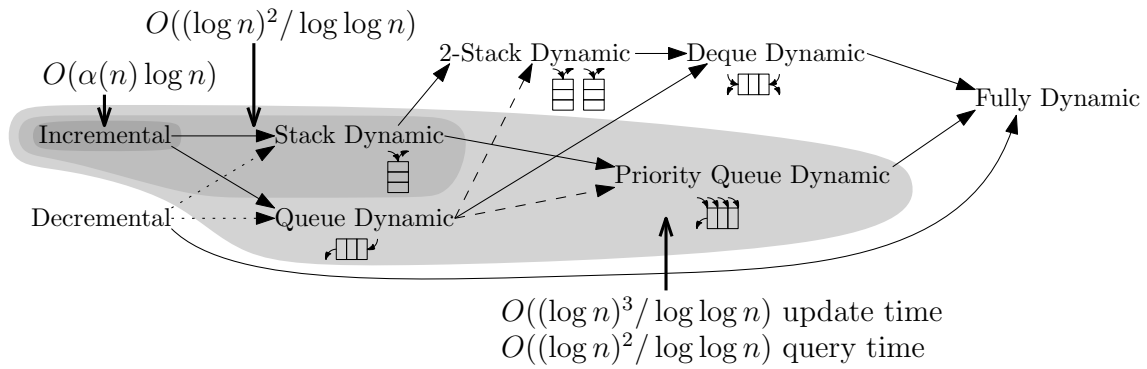 O((log n)²/ log log n)
O(α(n) log n)
2-Stack Dynamic
Deque Dynamic
Fully Dynamic
Incremental
Stack Dynamic
Priority Queue Dynamic
Decremental
Queue Dynamic
O((log n)³/ log log n) update time
O((log n)²/ log log n) query time